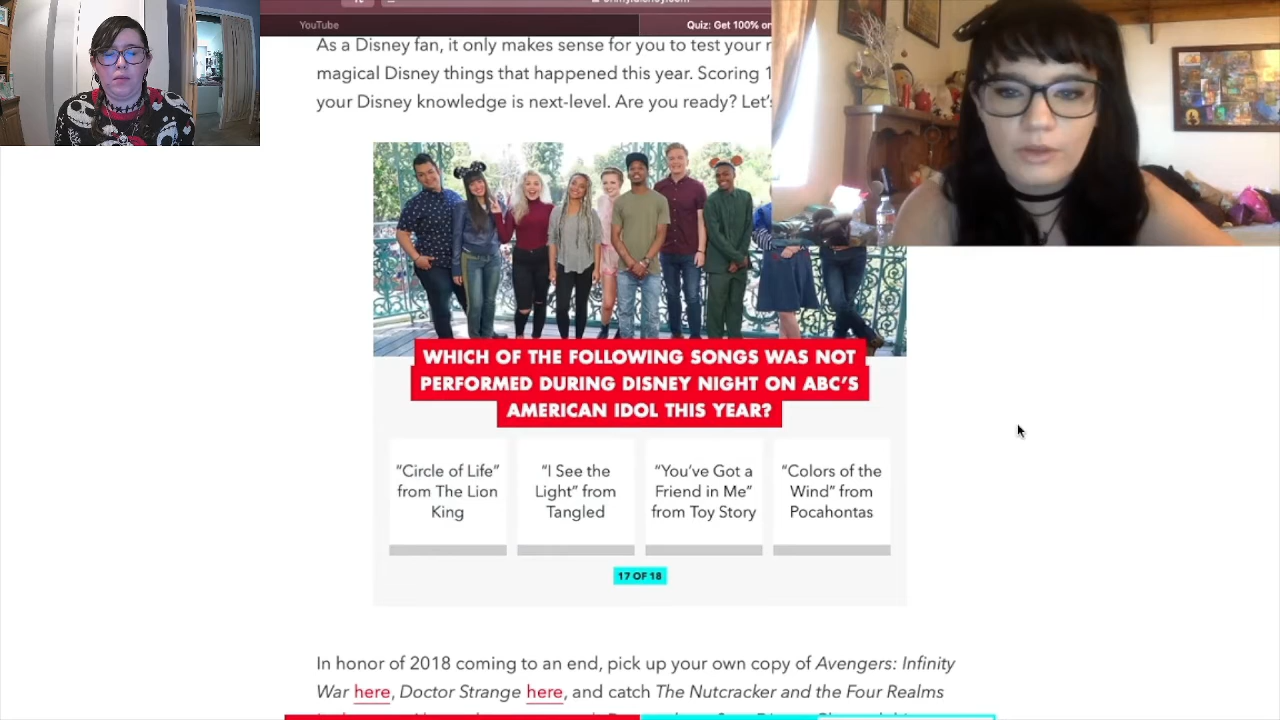 YouTube
Quiz: Get 100% on
As a Disney fan, it only makes sense for you to test your
magical Disney things that happened this year. Scoring
your Disney knowledge is next-level. Are you ready?
WHICH OF THE FOLLOWING SONGS WAS NOT
PERFORMED DURING DISNEY NIGHT ON ABC'S
AMERICAN IDOL THIS YEAR?
“Circle of Life”
from The Lion
King
“I See the
Light” from
Tangled
“You’ve Got a
Friend in Me”
from Toy Story
“Colors of the
Wind” from
Pocahontas
17 OF 18
In honor of 2018 coming to an end, pick up your own copy of Avengers: Infinity
War here, Doctor Strange here, and catch The Nutcracker and the Four Realms